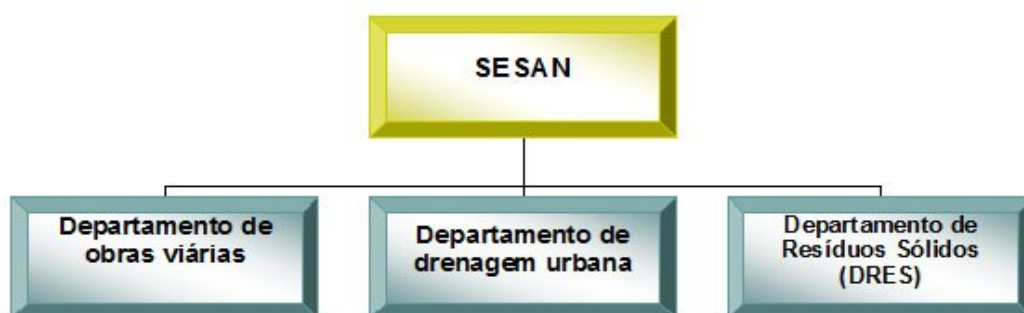 SESAN
Departamento de
obras viárias
Departamento de
drenagem urbana
Departamento de
Resíduos Sólidos
(DRES)